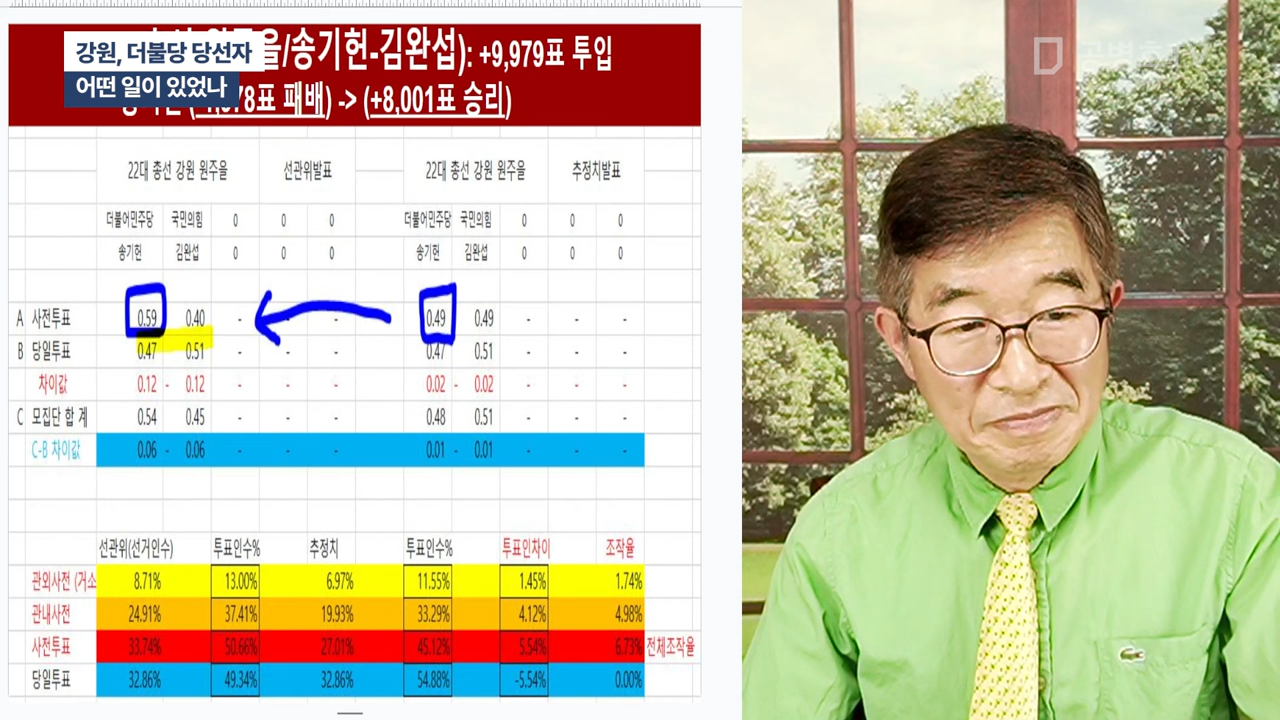 강원, 더불당 당선자
어떤 일이 있었나
/송기헌-김완섭): +9,979표 투입
패배) -> (+8,001표 승리)
22대 총선 강원 원주을 선관위발표 22대 총선 강원 원주을 추정치발표
더불어민주당 국민의힘 0 0 0 더불어민주당 국민의힘 0 0 0
송기헌 김완섭 0 0 0 송기헌 김완섭 0 0 0
A 사전투표 0.59 0.40 - - - 0.49 0.49 - - -
B 당일투표 0.47 0.51 - - - 0.47 0.51 - - -
차이값 0.12 - 0.12 - - - 0.02 - 0.02 - - -
C 모집단 합 계 0.54 0.45 - - - 0.48 0.51 - - -
C-B 차이값 0.06 - 0.06 - - - 0.01 - 0.01 - - -
선관위(선거인수) 투표인수% 추정치 투표인수% 투표인차이 조작율
관외사전 (거소 8.71% 13.00% 6.97% 11.55% 1.45% 1.74%
관내사전 24.91% 37.41% 19.93% 33.29% 4.12% 4.98%
사전투표 33.74% 50.66% 27.01% 45.12% 5.54% 6.73% 전체조작율
당일투표 32.86% 49.34% 32.86% 54.88% -5.54% 0.00%